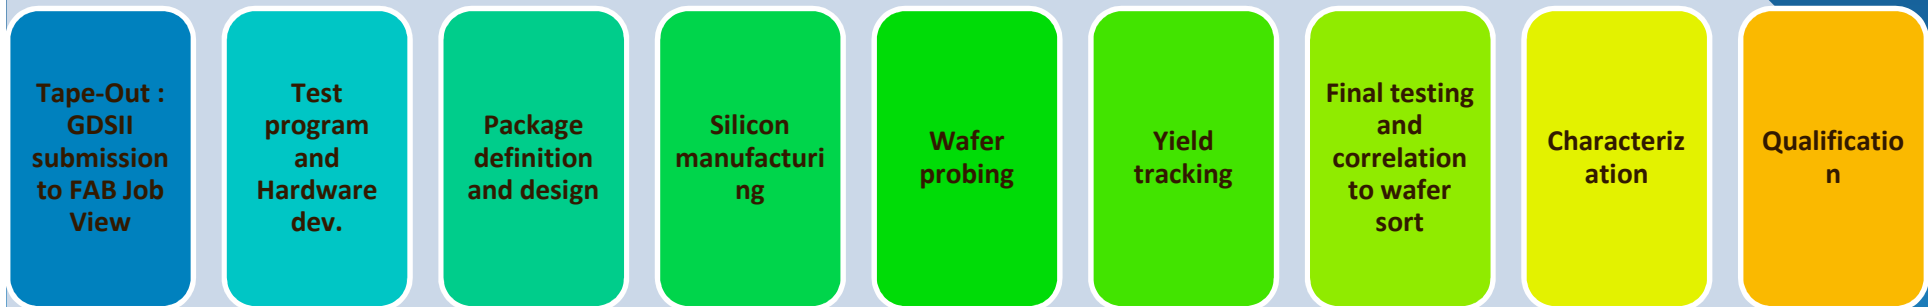 Tape-Out :
GDSII
submission
to FAB Job
View
Test
program
and
Hardware
dev.
Package
definition
and design
Silicon
manufacturi
ng
Wafer
probing
Yield
tracking
Final testing
and
correlation
to wafer
sort
Characteriz
ation
Qualificatio
n